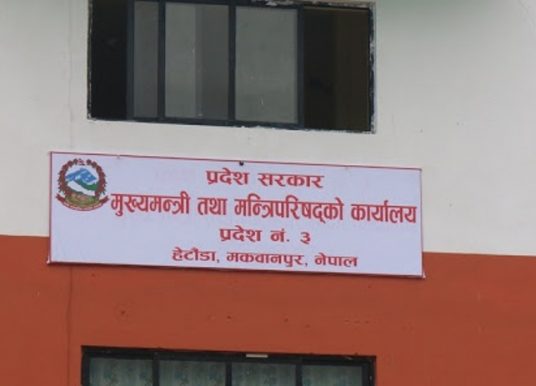 प्रदेश सरकार
मुख्यमन्त्री तथा मन्त्रिपरिषद्को कार्यालय
प्रदेश नं. ३
हेटौंडा, मकवानपुर, नेपाल